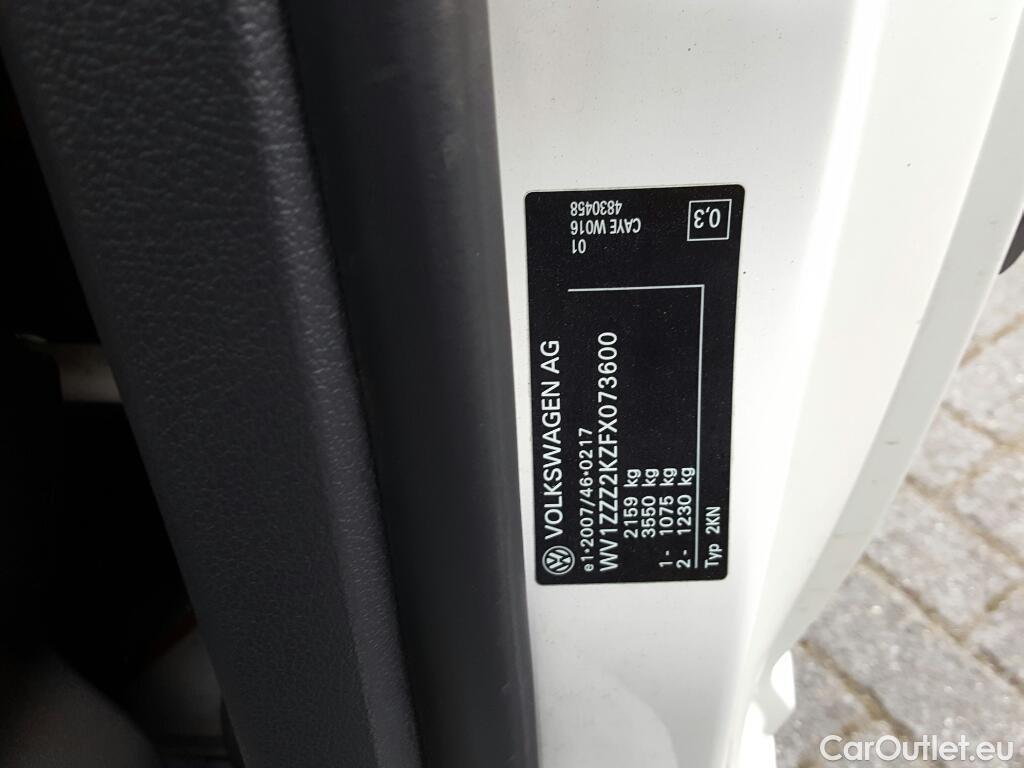 VOLKSWAGEN AG
e1*2007/46*0217
WV1ZZZ2KZFX073600
2159 kg
3550 kg
1- 1075 kg
2- 1230 kg
Typ 2KN
01
CAYE W016
4830458
0,3
CarOutlet.eu